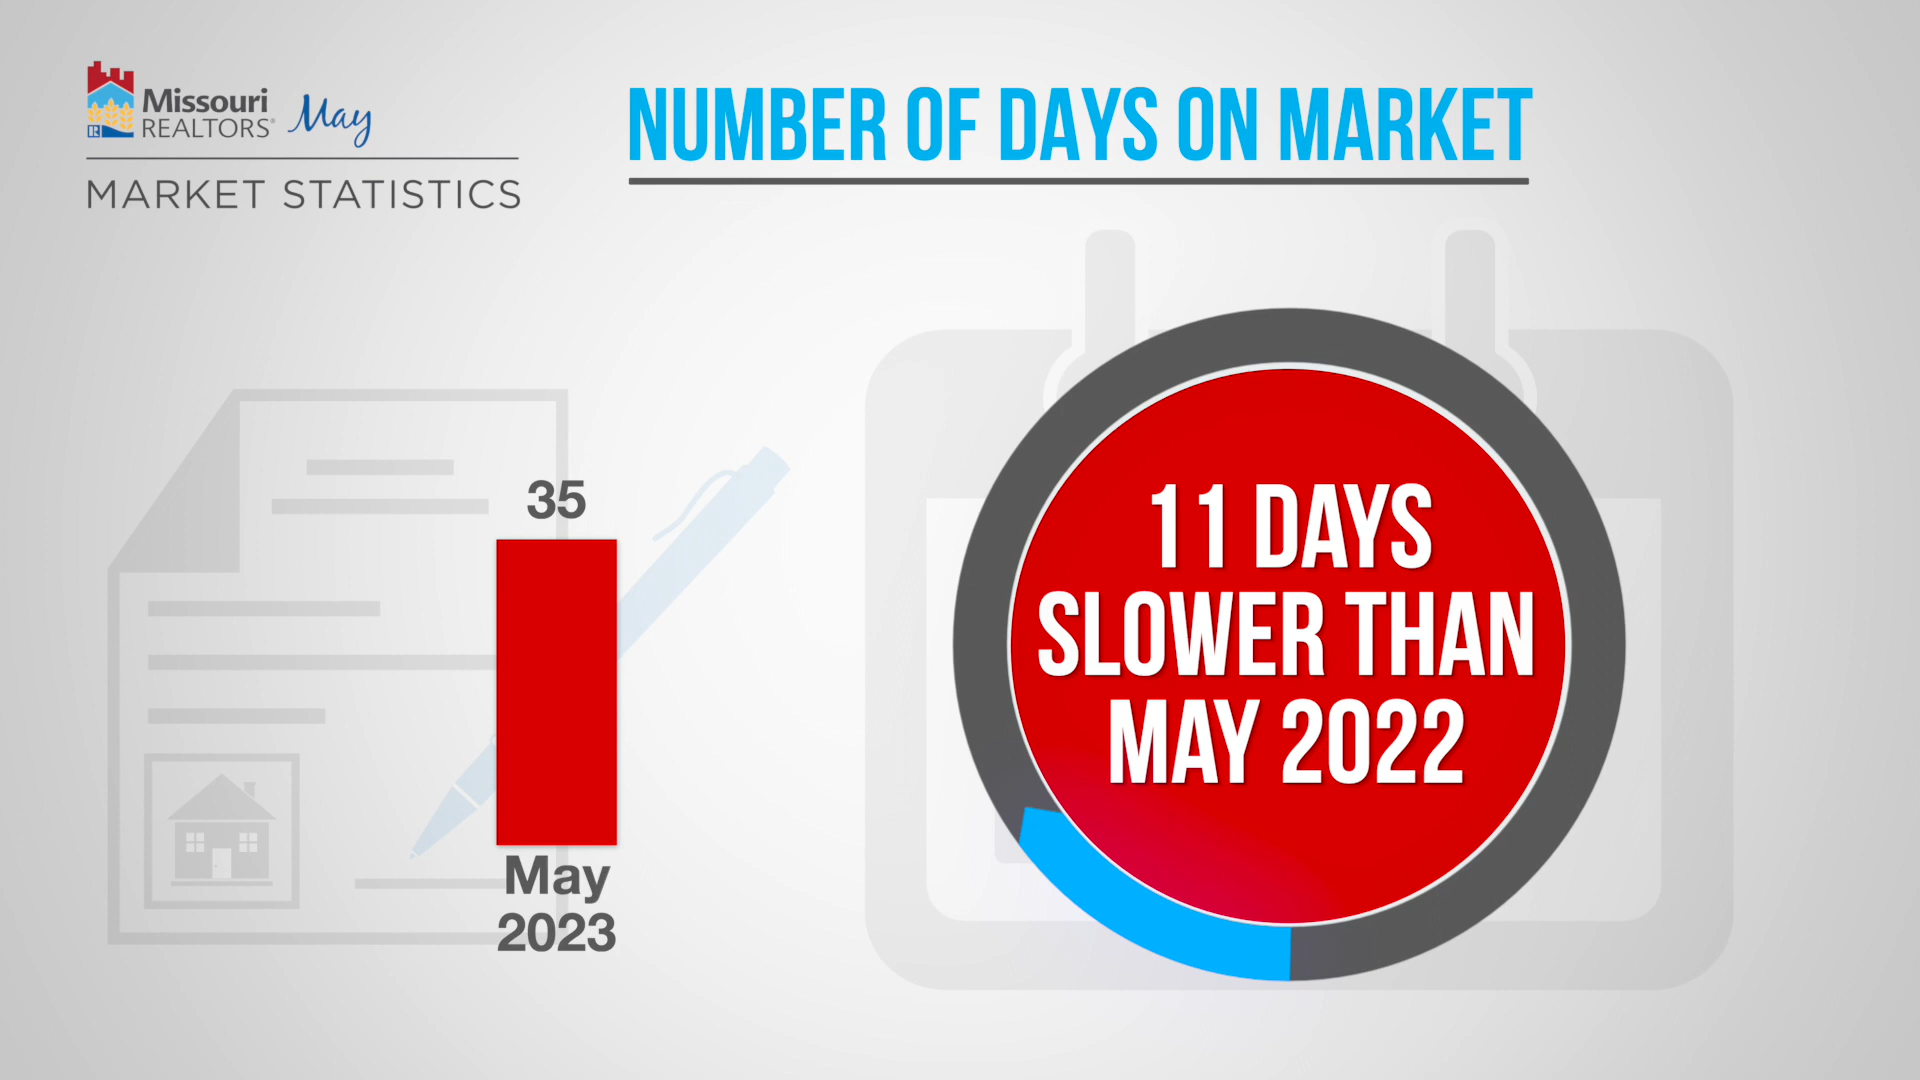 Missouri
REALTORS®
May
MARKET STATISTICS
NUMBER OF DAYS ON MARKET
35
May
2023
11 DAYS
SLOWER THAN
MAY 2022